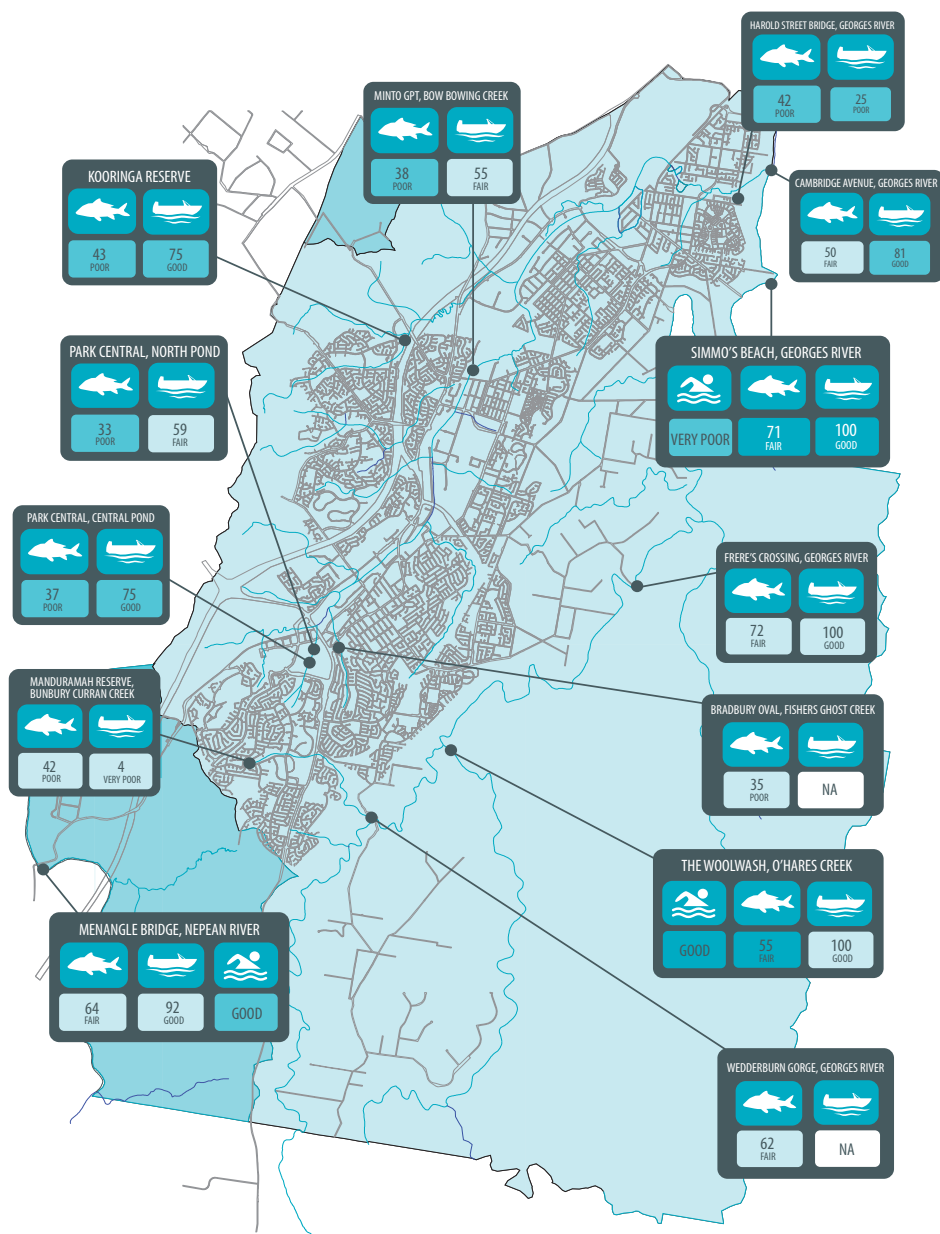 HAROLD STREET BRIDGE, GEORGES RIVER
42
POOR
25
POOR
MINTO GPT, BOW BOWING CREEK
38
POOR
55
FAIR
KOORINGA RESERVE
43
POOR
75
GOOD
CAMBRIDGE AVENUE, GEORGES RIVER
50
FAIR
81
GOOD
PARK CENTRAL, NORTH POND
33
POOR
59
FAIR
SIMMO'S BEACH, GEORGES RIVER
VERY POOR
71
FAIR
100
GOOD
PARK CENTRAL, CENTRAL POND
37
POOR
75
GOOD
FRERE'S CROSSING, GEORGES RIVER
72
FAIR
100
GOOD
MANDURAMAH RESERVE,
BUNBURY CURRAN CREEK
42
POOR
4
VERY POOR
BRADBURY OVAL, FISHERS GHOST CREEK
35
POOR
NA
THE WOOLWASH, O'HARES CREEK
GOOD
55
FAIR
100
GOOD
MENANGLE BRIDGE, NEPEAN RIVER
64
FAIR
92
GOOD
GOOD
WEDDERBURN GORGE, GEORGES RIVER
62
FAIR
NA